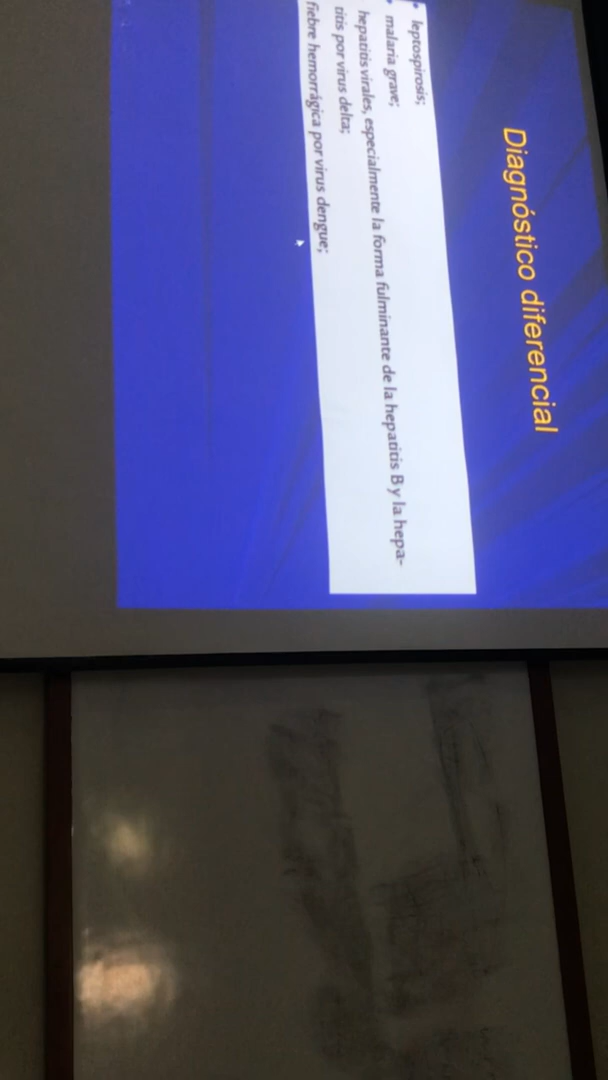 Diagnóstico diferencial
• leptospirosis;
• malaria grave;
hepatitis virales, especialmente la forma fulminante de la hepatitis B y la hepa-
titis por virus delta;
fiebre hemorrágica por virus dengue;